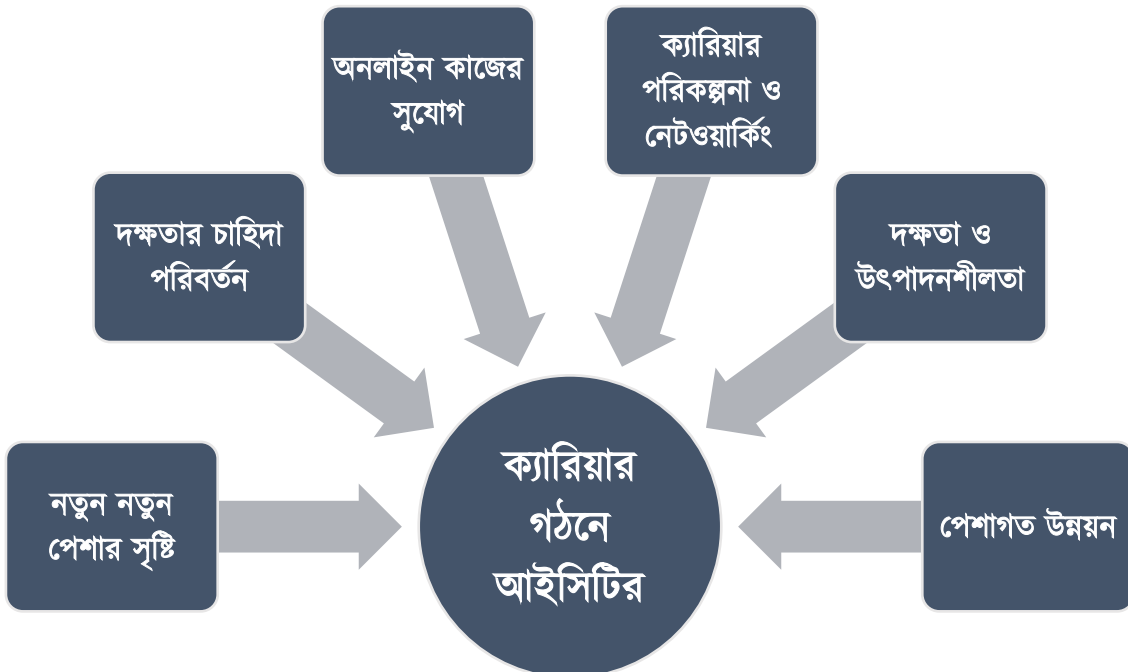 অনলাইন কাজের
সুযোগ
ক্যারিয়ার
পরিকল্পনা ও
নেটওয়ার্কিং
দক্ষতার চাহিদা
পরিবর্তন
দক্ষতা ও
উৎপাদনশীলতা
নতুন নতুন
পেশার সৃষ্টি
ক্যারিয়ার
গঠনে
আইসিটির
পেশাগত উন্নয়ন